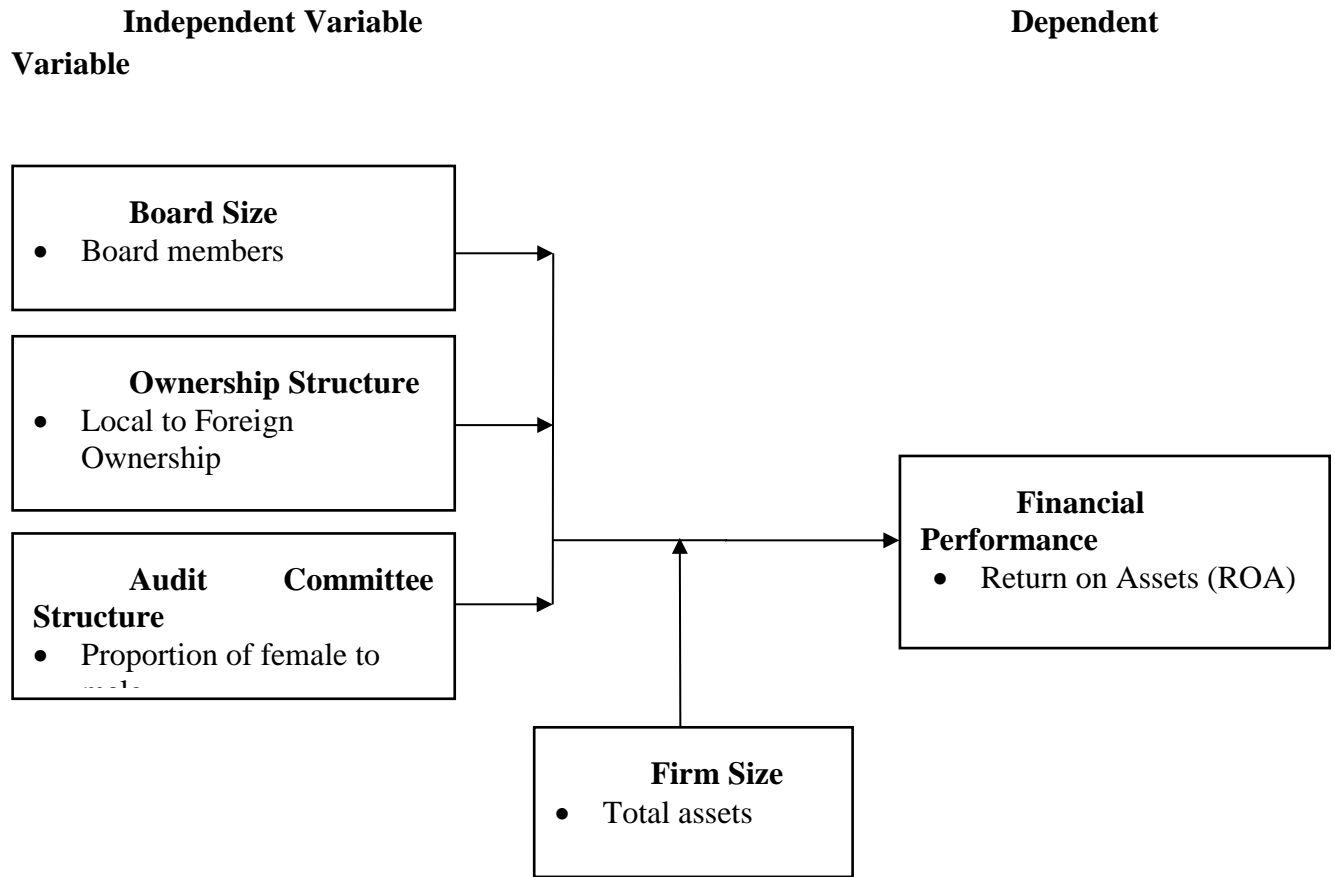 Independent Variable Dependent
Variable
Board Size
• Board members
Ownership Structure
• Local to Foreign
Ownership
Audit Committee
Structure
• Proportion of female to
Financial
Performance
• Return on Assets (ROA)
Firm Size
• Total assets